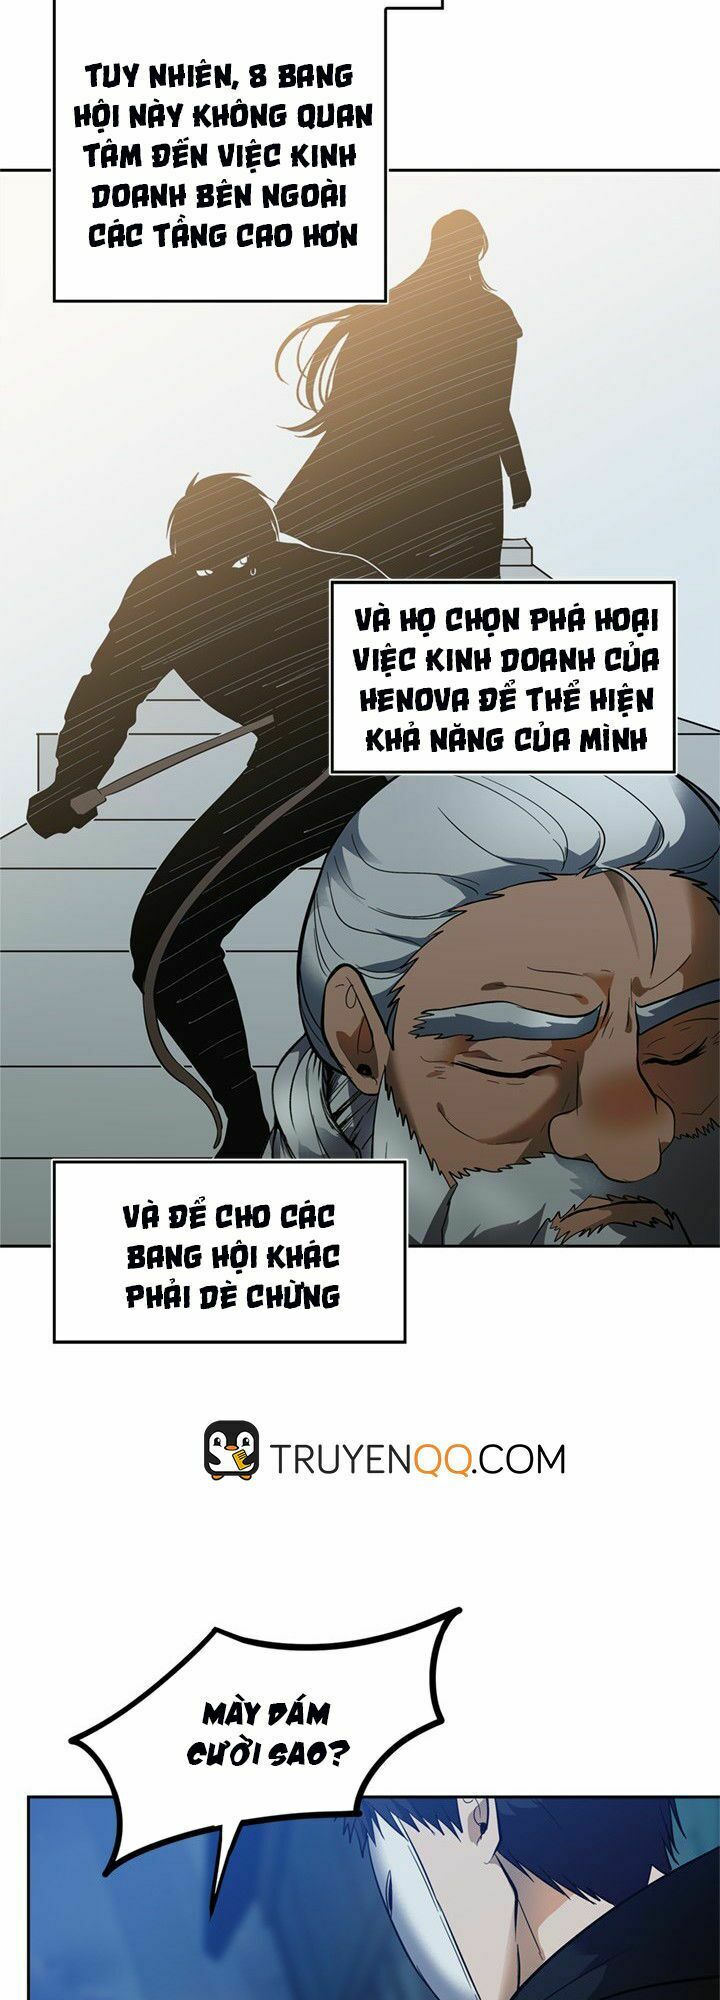 TUY NHIÊN, 8 BANG
HỘI NÀY KHÔNG QUAN
TÂM ĐẾN VIỆC KINH
DOANH BÊN NGOÀI
CÁC TẦNG CAO HƠN
VÀ HỌ CHỌN PHÁ HOẠI
VIỆC KINH DOANH CỦA
HENOVA ĐỂ THỂ HIỆN
KHẢ NĂNG CỦA MÌNH
VÀ ĐỂ CHO CÁC
BANG HỘI KHÁC
PHẢI DÈ CHỪNG
TRUYENQQ.COM
MÀY DÁM
CƯỜI SAO?